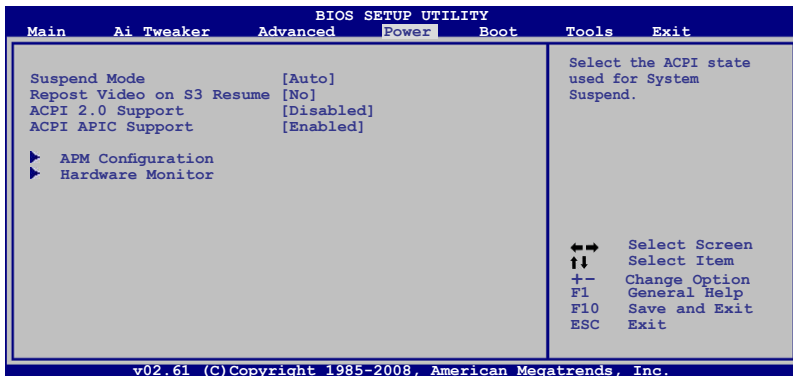 BIOS SETUP UTILITY
Main Ai Tweaker Advanced Power Boot Tools Exit
Suspend Mode [Auto]
Repost Video on S3 Resume [No]
ACPI 2.0 Support [Disabled]
ACPI APIC Support [Enabled]
APM Configuration
Hardware Monitor
Select the ACPI state
used for System
Suspend.
Select Screen
Select Item
+- Change Option
F1 General Help
F10 Save and Exit
ESC Exit
v02.61 (C)Copyright 1985-2008, American Megatrends, Inc.